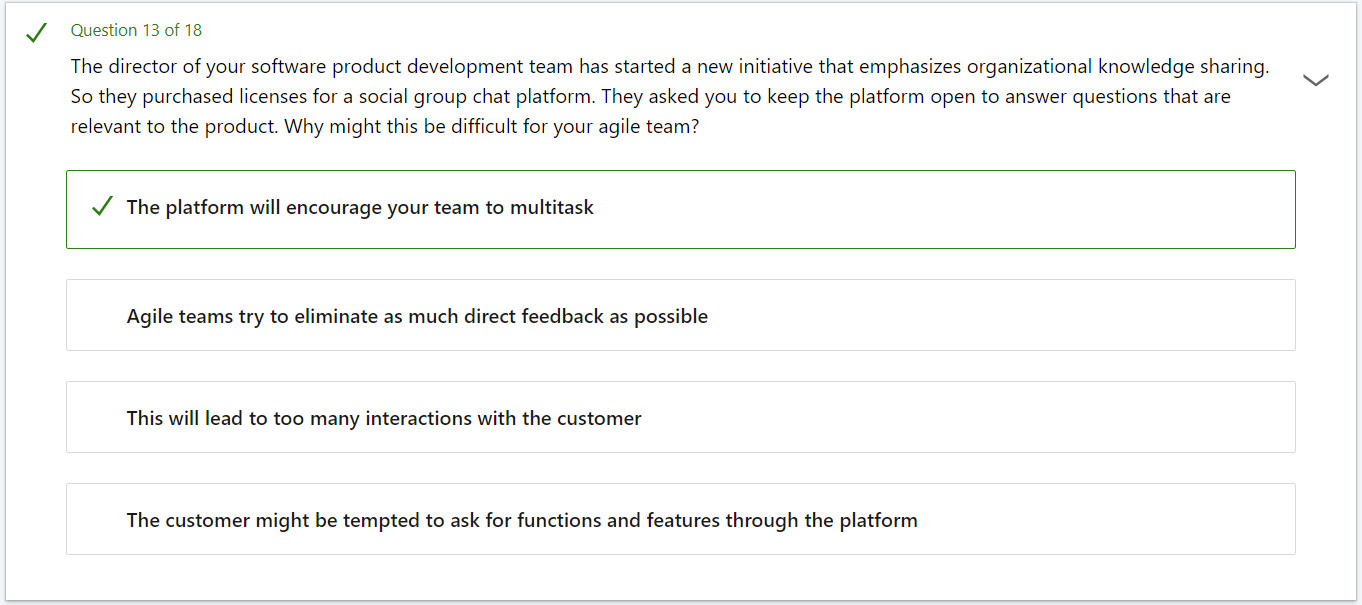 Question 13 of 18
The director of your software product development team has started a new initiative that emphasizes organizational knowledge sharing.
So they purchased licenses for a social group chat platform. They asked you to keep the platform open to answer questions that are
relevant to the product. Why might this be difficult for your agile team?
The platform will encourage your team to multitask
Agile teams try to eliminate as much direct feedback as possible
This will lead to too many interactions with the customer
The customer might be tempted to ask for functions and features through the platform